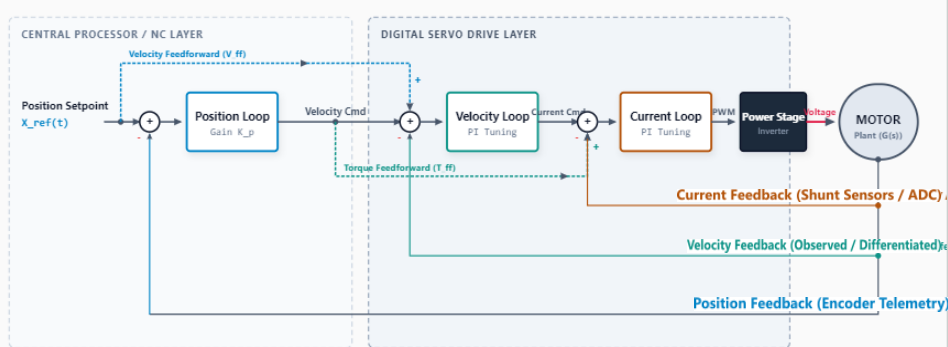 CENTRAL PROCESSOR / NC LAYER
DIGITAL SERVO DRIVE LAYER
Velocity Feedforward (V_ff)
+
Position Setpoint
X_ref(t)
+
-
Position Loop
Gain K_p
Velocity Cmd
+
-
Velocity Loop
PI Tuning
Current Cmd
+
-
+
Current Loop
PI Tuning
PWM
Power Stage
Inverter
Voltage
MOTOR
Plant (G(s))
Torque Feedforward (T_ff)
Current Feedback (Shunt Sensors / ADC)
Velocity Feedback (Observed / Differentiated)
Position Feedback (Encoder Telemetry)